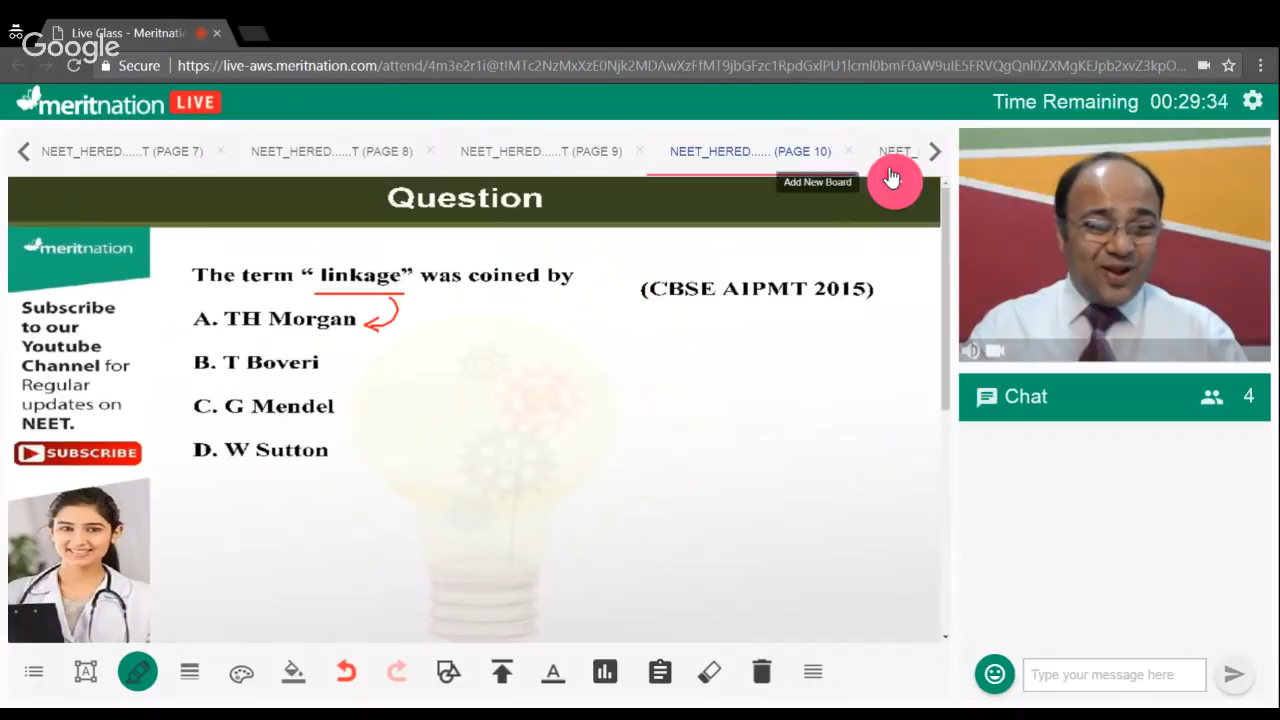 Live Class - Meritnati
Google
Secure
https://live-aws.meritnation.com/attend/
meritnation LIVE
Time Remaining 00:29:34
NEET_HERED......T (PAGE 7)
NEET_HERED......T (PAGE 8)
NEET_HERED......T (PAGE 9)
NEET_HERED...... (PAGE 10)
NEET_
Add New Board
Question
meritnation
Subscribe
to our
Youtube
Channel for
Regular
updates on
NEET.
SUBSCRIBE
The term “ linkage” was coined by
(CBSE AIPMT 2015)
A. TH Morgan
B. T Boveri
C. G Mendel
D. W Sutton
Chat
4
Type your message here